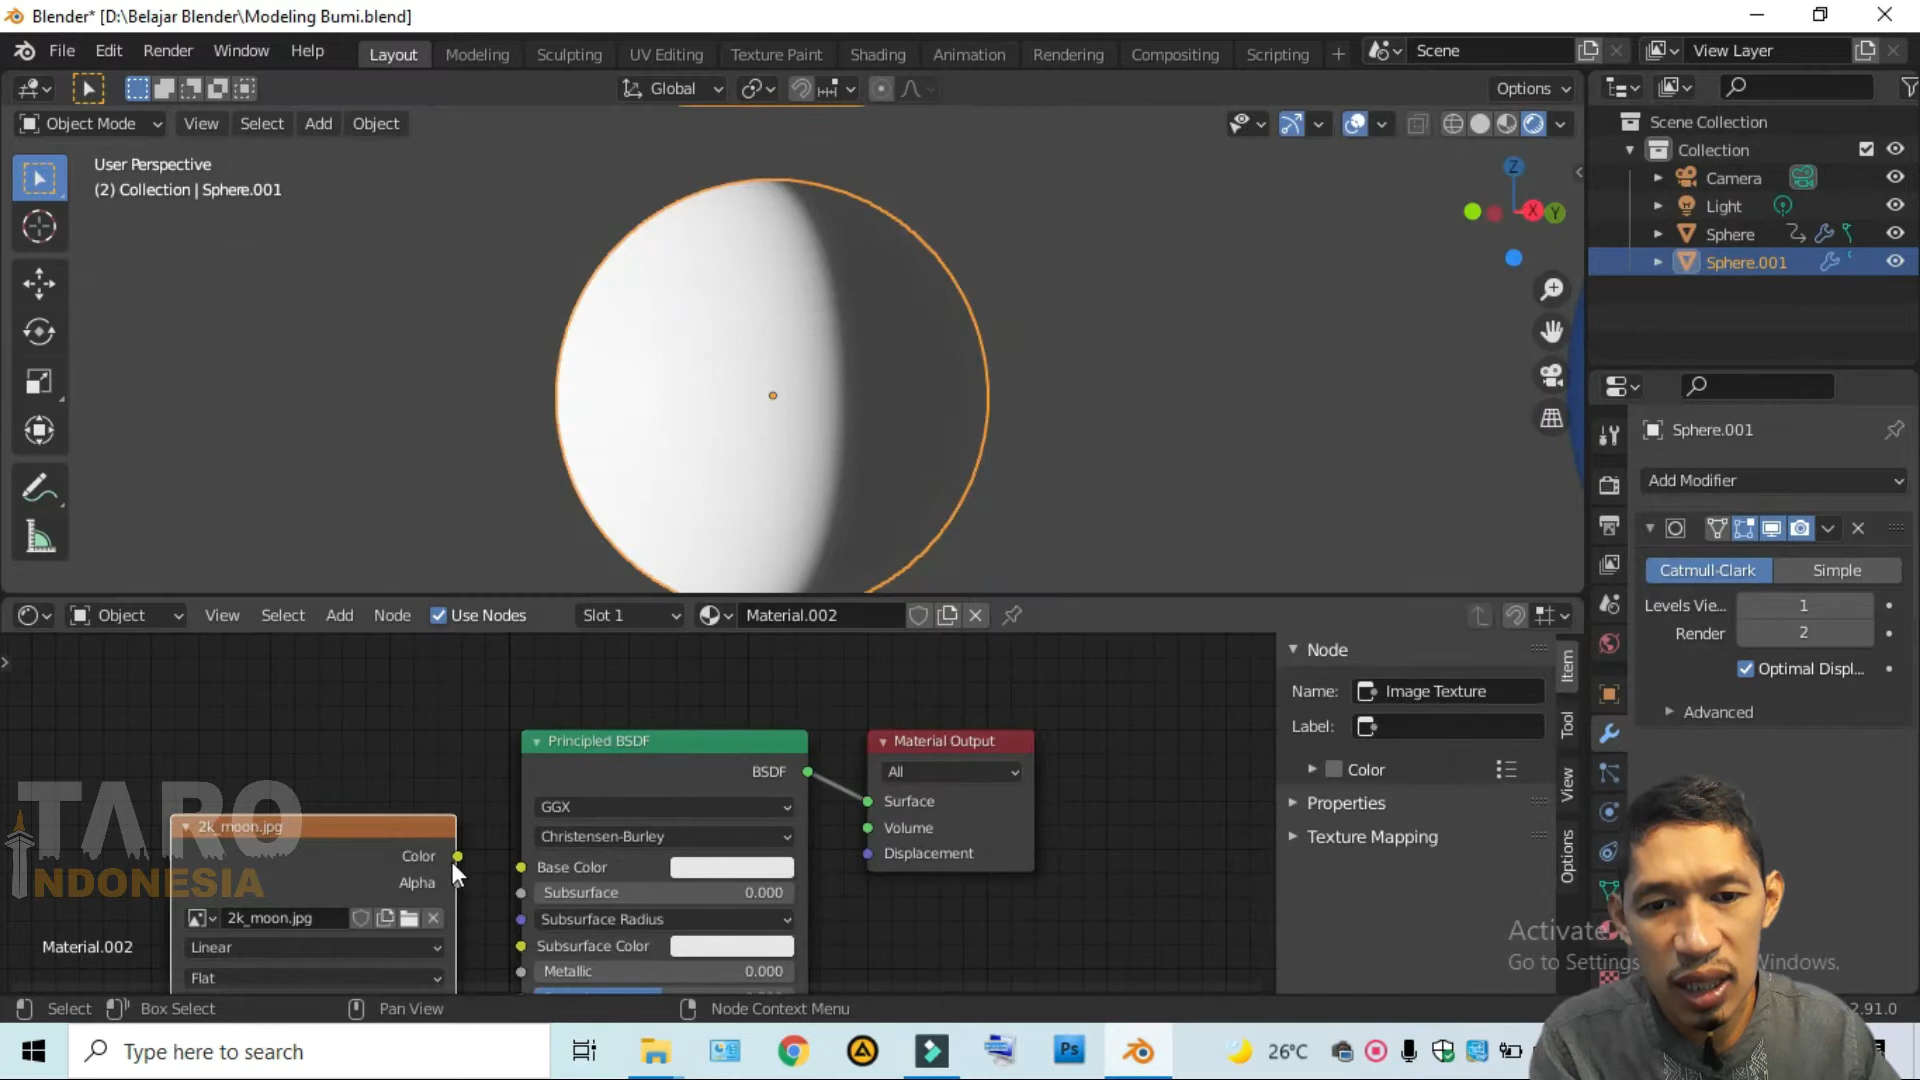 Blender* [D:\Belajar Blender\Modeling Bumi.blend]
File Edit Render Window Help Layout Modeling Sculpting UV Editing Texture Paint Shading Animation Rendering Compositing Scripting + Scene View Layer
Global Options
Object Mode View Select Add Object
User Perspective
(2) Collection | Sphere.001
Z
X
Y
Scene Collection
Collection
Camera
Light
Sphere
Sphere.001
Sphere.001
Add Modifier
Catmull-Clark Simple
Levels Vie... 1
Render 2
Optimal Displ...
Advanced
Object View Select Add Node Use Nodes Slot 1 Material.002
Node
Name: Image Texture
Label:
Color
Properties
Texture Mapping
Item
Tool
View
Options
Principled BSDF
BSDF
GGX
Christensen-Burley
Base Color
Subsurface 0.000
Subsurface Radius
Subsurface Color
Metallic 0.000
Material Output
All
Surface
Volume
Displacement
2k_moon.jpg
Color
Alpha
2k_moon.jpg
Linear
Flat
TARO
INDONESIA
Material.002
Activate
Go to Settings Windows.
Select Box Select Pan View Node Context Menu 2.91.0
Type here to search
Ps
26°C